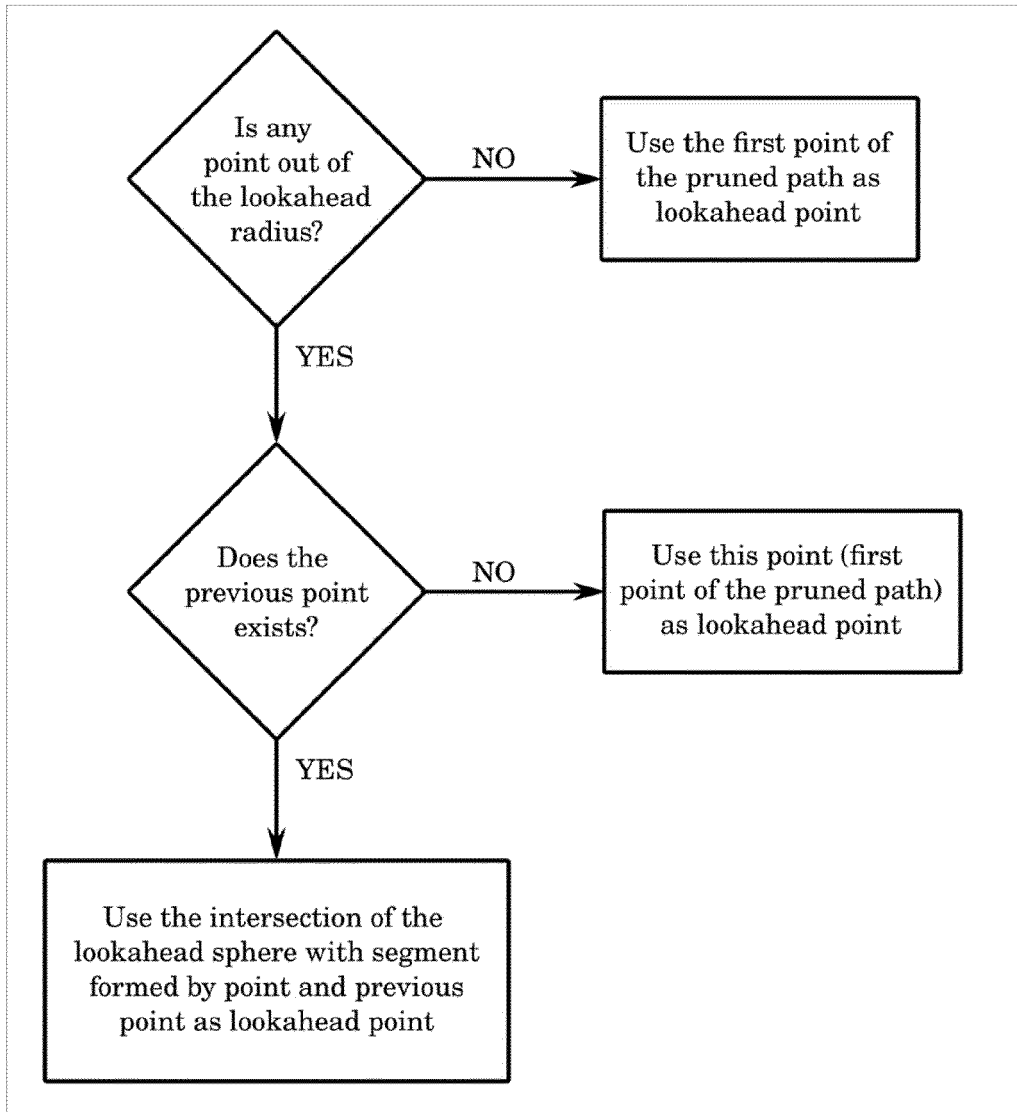 Is any
point out of
the lookahead
radius?
NO
Use the first point of
the pruned path as
lookahead point
YES
Does the
previous point
exists?
NO
Use this point (first
point of the pruned path)
as lookahead point
YES
Use the intersection of the
lookahead sphere with segment
formed by point and previous
point as lookahead point